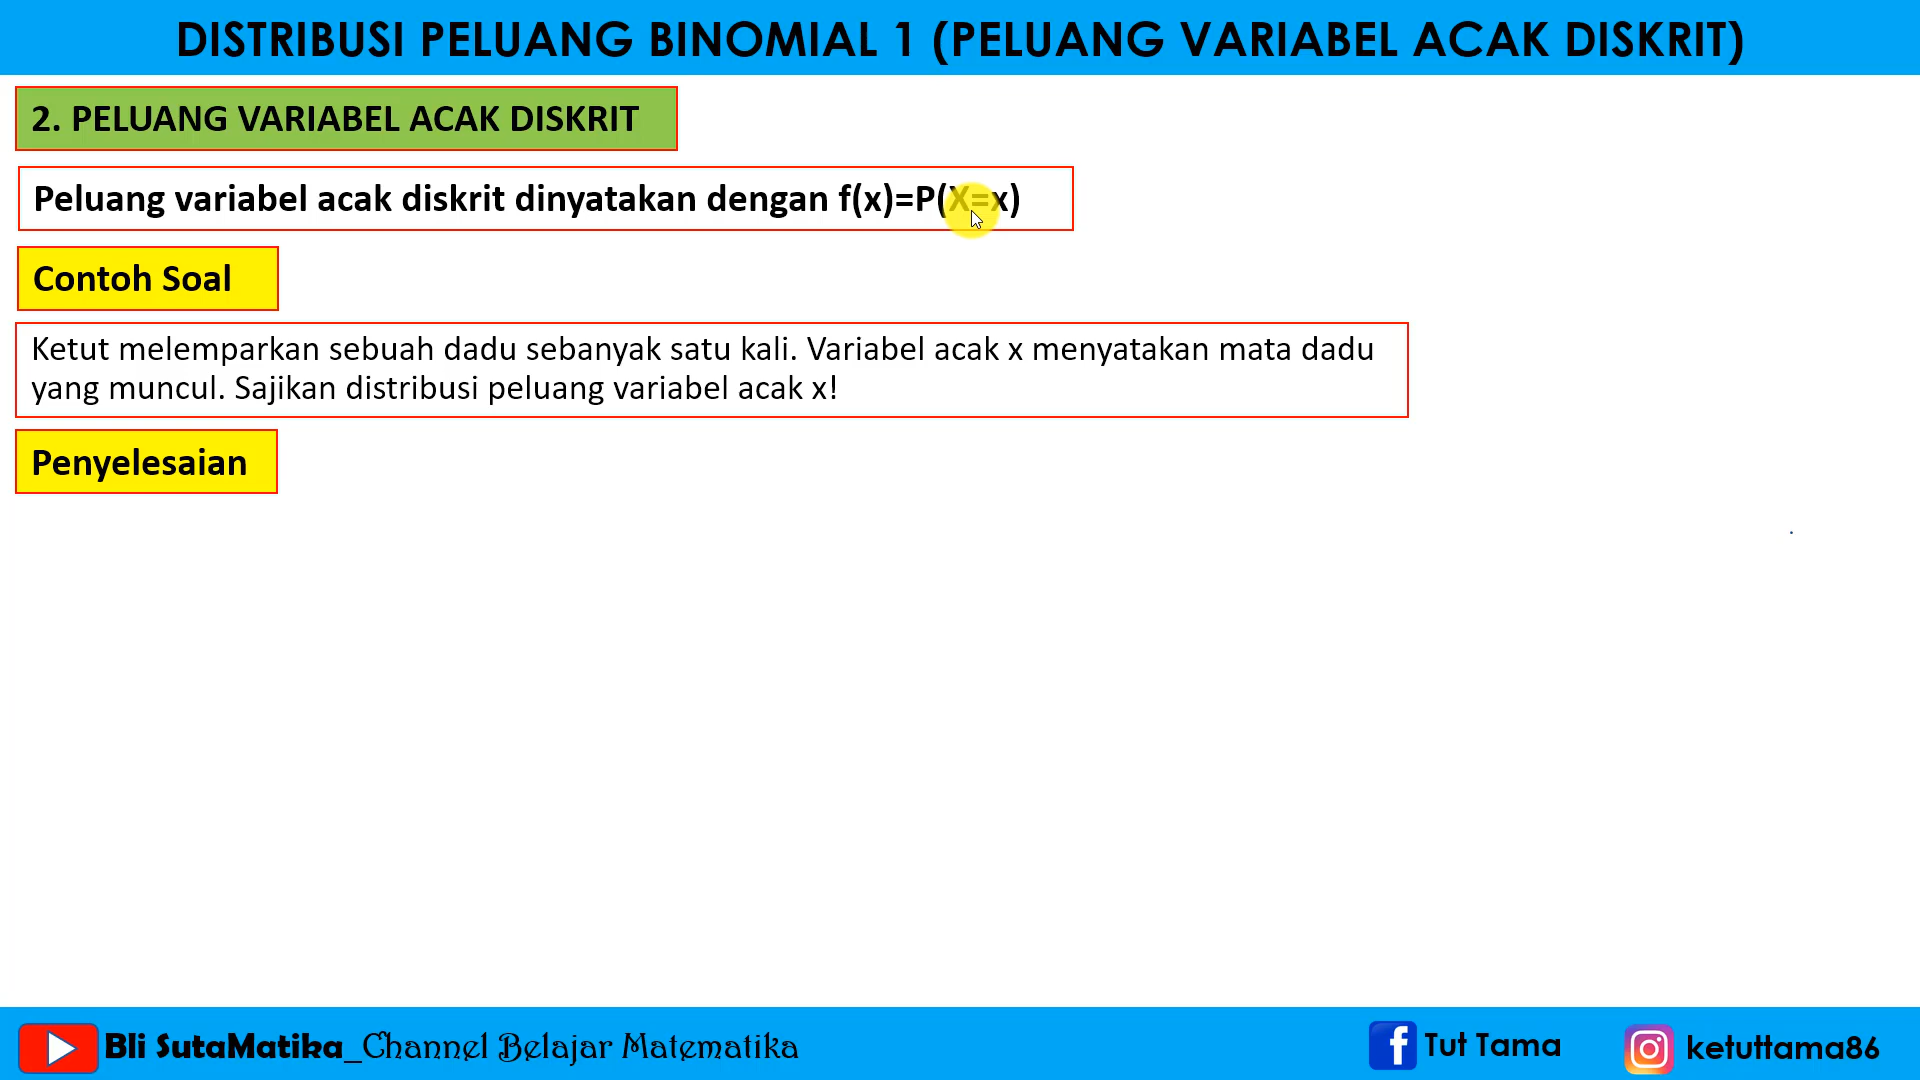 DISTRIBUSI PELUANG BINOMIAL 1 (PELUANG VARIABEL ACAK DISKRIT)
2. PELUANG VARIABEL ACAK DISKRIT
Peluang variabel acak diskrit dinyatakan dengan f(x)=P(X=x)
Contoh Soal
Ketut melemparkan sebuah dadu sebanyak satu kali. Variabel acak x menyatakan mata dadu
yang muncul. Sajikan distribusi peluang variabel acak x!
Penyelesaian
Bli SutaMatika_Channel Belajar Matematika
Tut Tama
ketuttama86